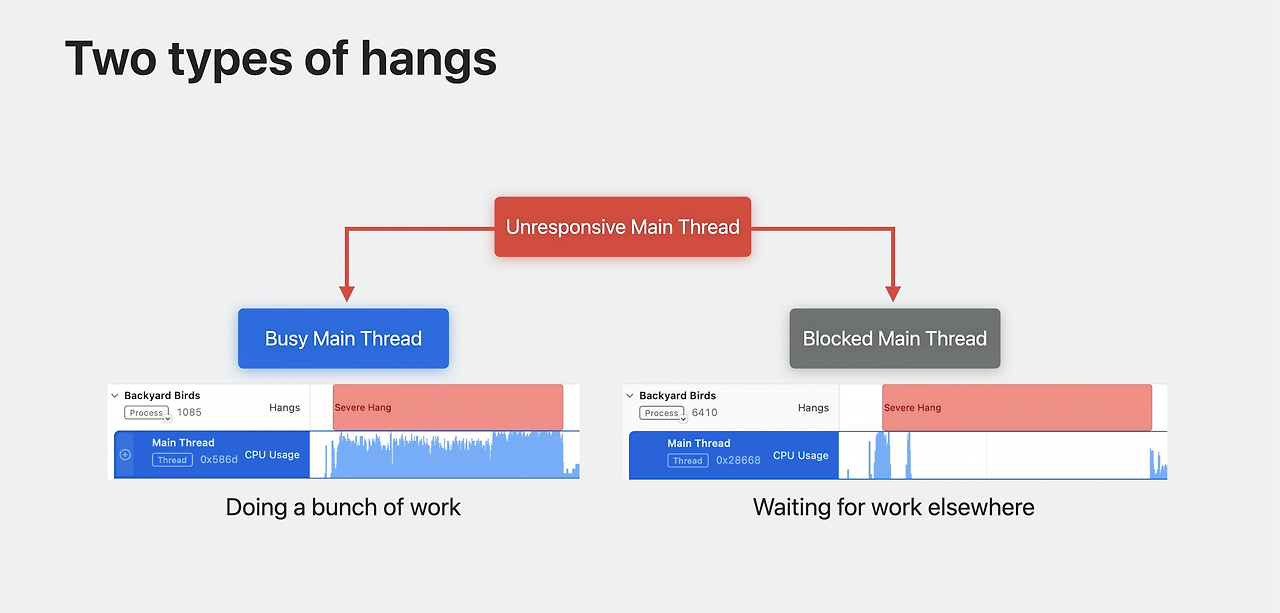 Two types of hangs
Unresponsive Main Thread
Busy Main Thread
Blocked Main Thread
Backyard Birds
Process 1085
Hangs
Severe Hang
Main Thread
Thread 0x586d
CPU Usage
Doing a bunch of work
Backyard Birds
Process 6410
Hangs
Severe Hang
Main Thread
Thread 0x28668
CPU Usage
Waiting for work elsewhere